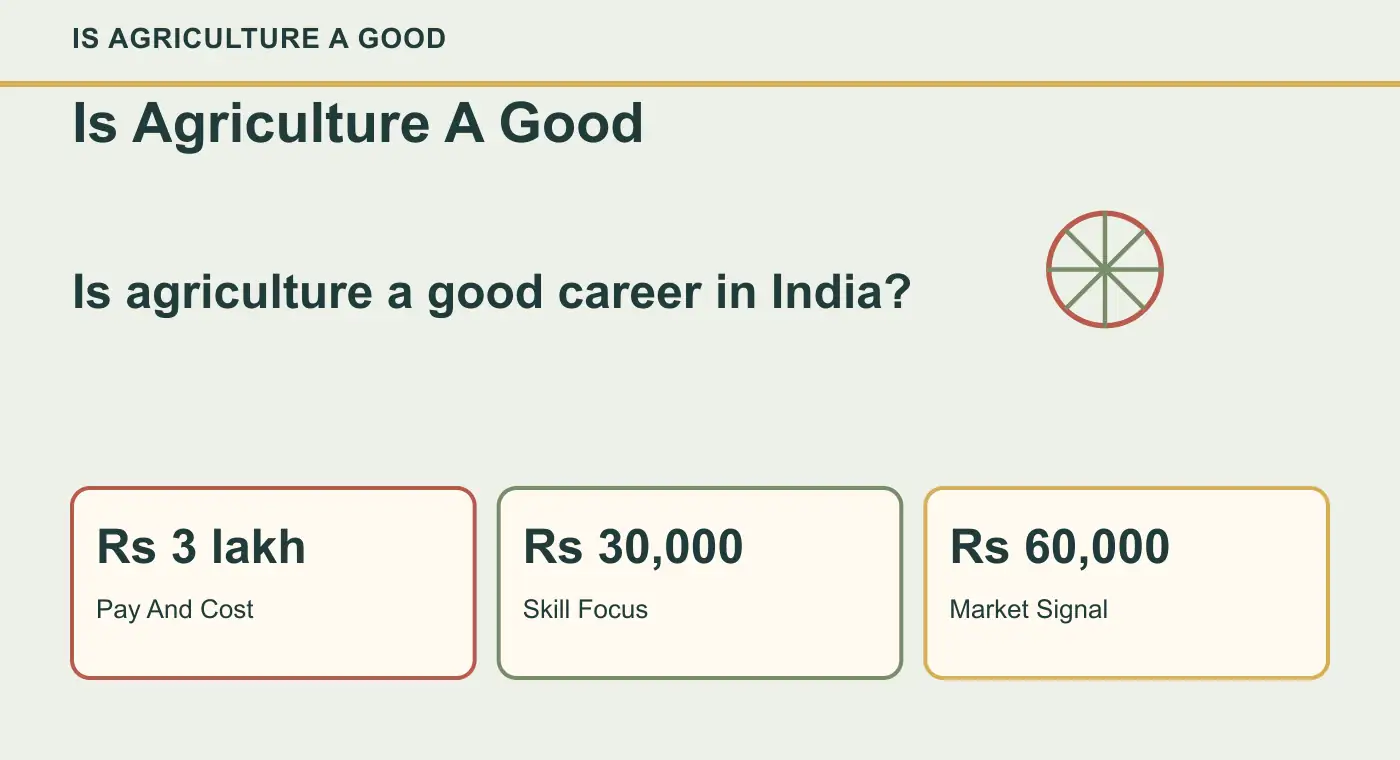 IS AGRICULTURE A GOOD
Is Agriculture A Good
Is agriculture a good career in India?
Rs 3 lakh
Pay And Cost
Rs 30,000
Skill Focus
Rs 60,000
Market Signal